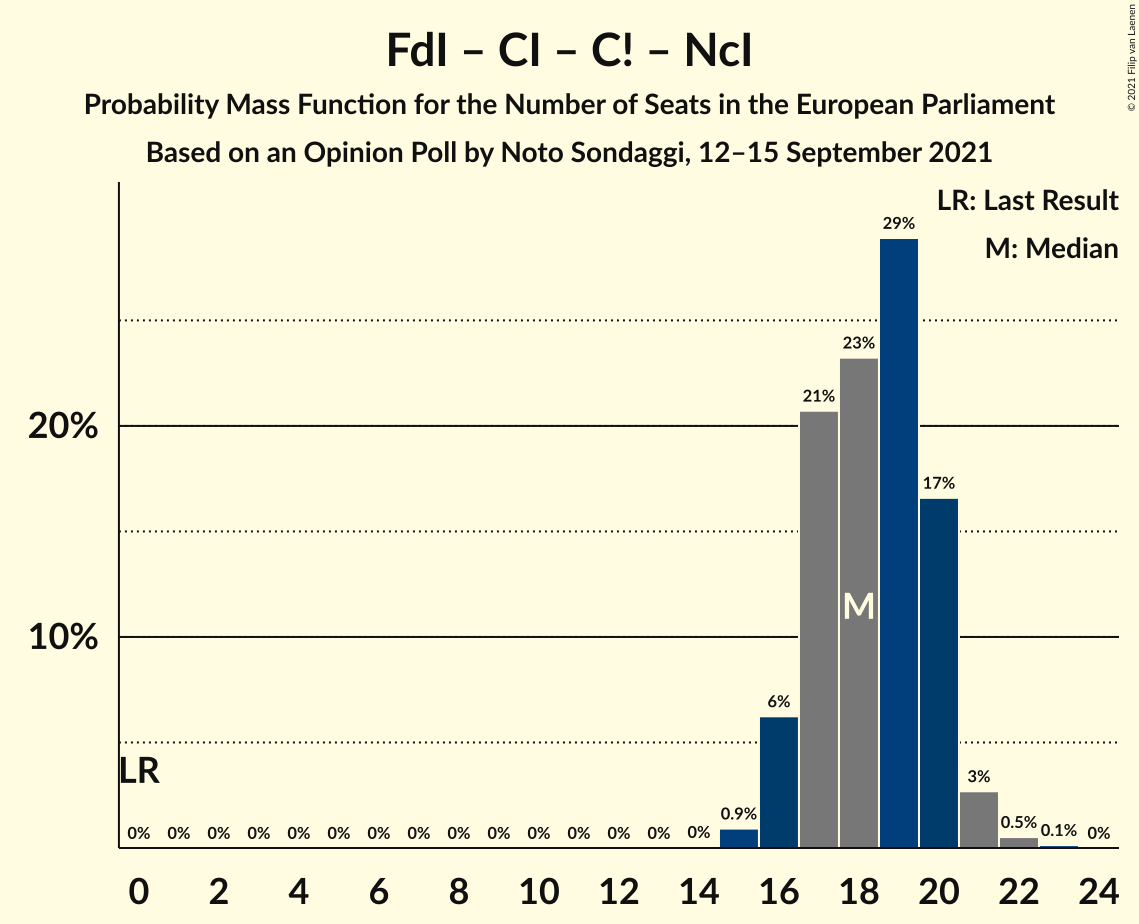 FdI – CI – C! – NcI
Probability Mass Function for the Number of Seats in the European Parliament
Based on an Opinion Poll by Noto Sondaggi, 12–15 September 2021
© 2021 Filip van Laenen
LR: Last Result
M: Median
29%
23%
21%
20%
17%
M
10%
6%
LR
3%
0% 0% 0% 0% 0% 0% 0% 0% 0% 0% 0% 0% 0% 0% 0% 0.9% 0.5% 0.1% 0%
0 2 4 6 8 10 12 14 16 18 20 22 24